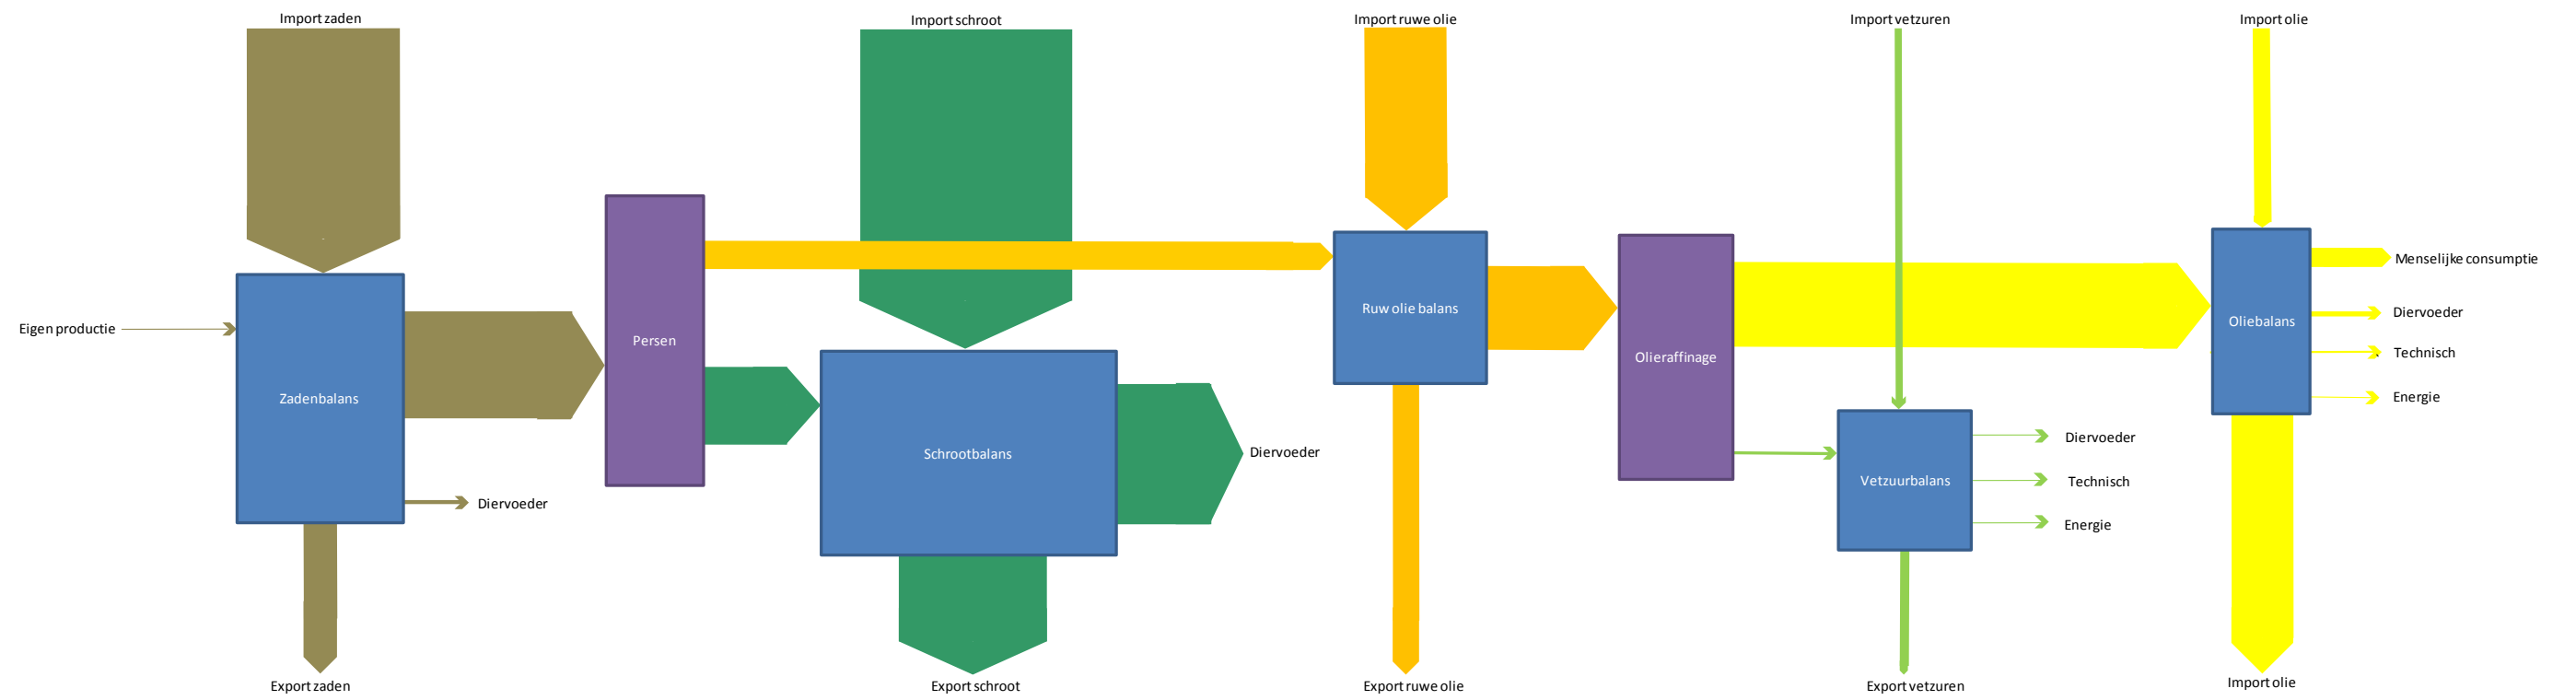 Import zaden
Import schroot
Import ruwe olie
Import vetzuren
Import olie
Eigen productie
Zadenbalans
Diervoeder
Export zaden
Persen
Schrootbalans
Diervoeder
Export schroot
Ruw olie balans
Export ruwe olie
Olieraffinage
Vetzuurbalans
Diervoeder
Technisch
Energie
Export vetzuren
Oliebalans
Menselijke consumptie
Diervoeder
Technisch
Energie
Import olie